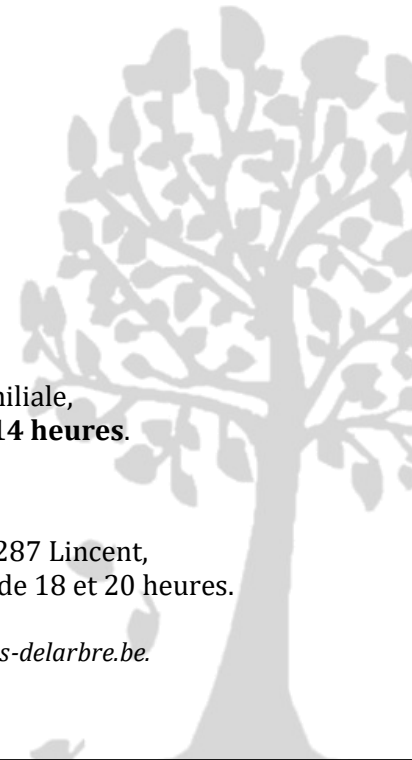 niliale,
14 heures.
287 Lincent,
de 18 et 20 heures.
s-delarbre.be.